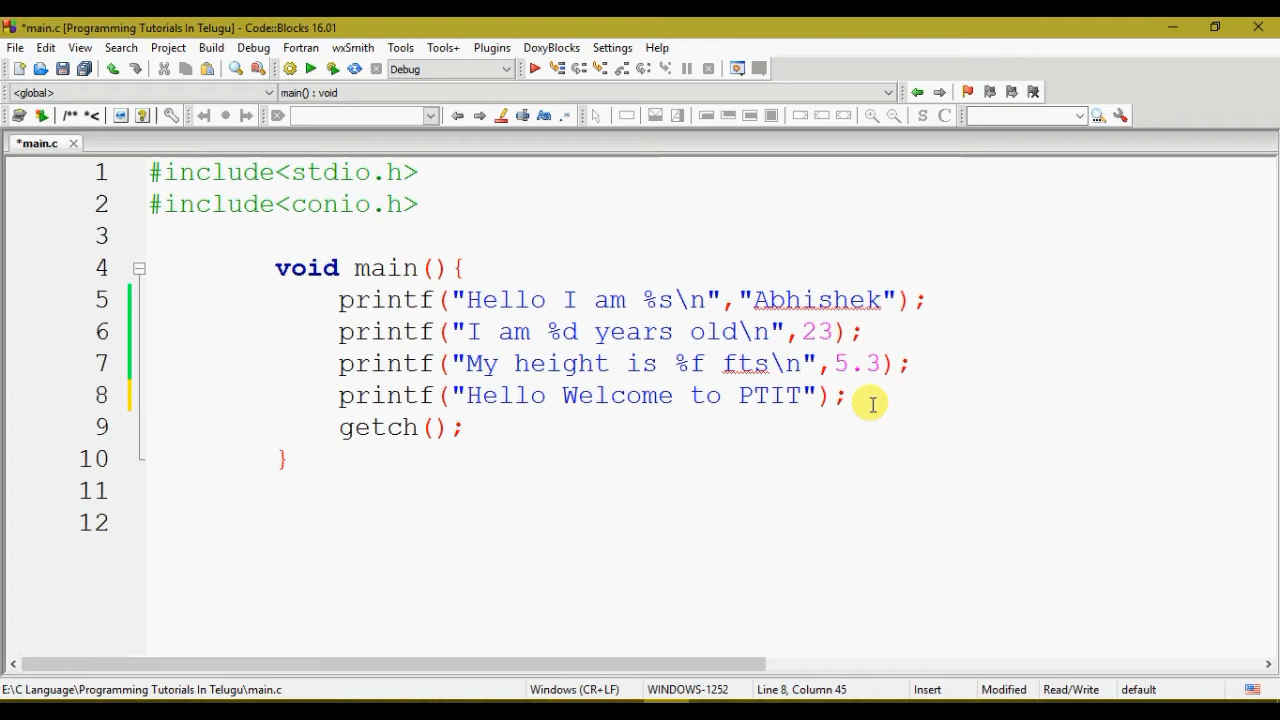 *main.c [Programming Tutorials In Telugu] - Code::Blocks 16.01
File Edit View Search Project Build Debug Fortran wxSmith Tools Tools+ Plugins DoxyBlocks Settings Help
Debug
<global> main() : void
/** *<
Aa .* S C
*main.c
1 #include<stdio.h>
2 #include<conio.h>
3
4 void main(){
5 printf("Hello I am %s\n","Abhishek");
6 printf("I am %d years old\n",23);
7 printf("My height is %f fts\n",5.3);
8 printf("Hello Welcome to PTIT");
9 getch();
10 }
11
12
E:\C Language\Programming Tutorials In Telugu\main.c Windows (CR+LF) WINDOWS-1252 Line 8, Column 45 Insert Modified Read/Write default